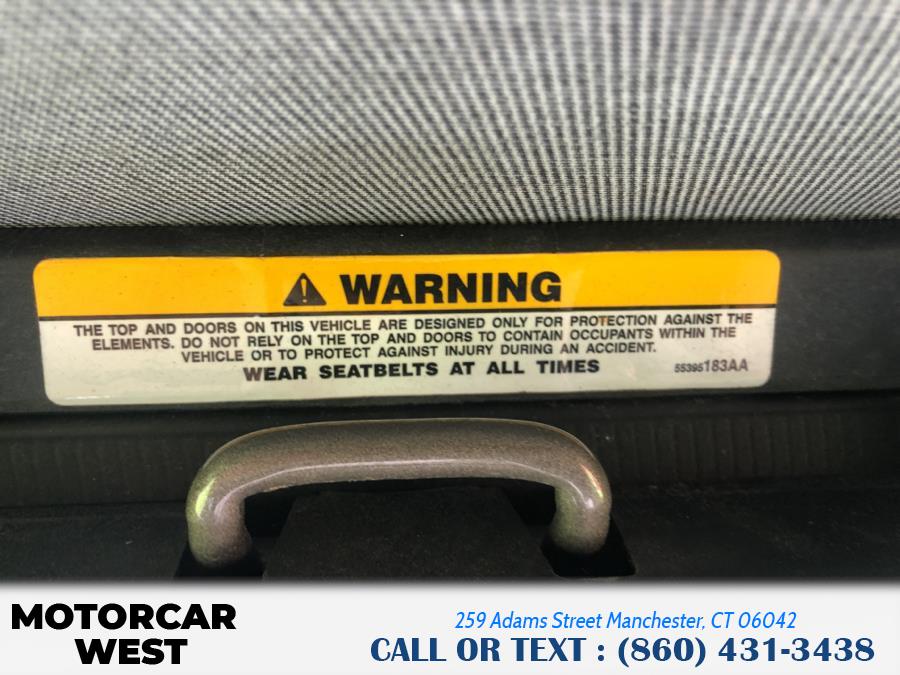 WARNING
THE TOP AND DOORS ON THIS VEHICLE ARE DESIGNED ONLY FOR PROTECTION AGAINST THE
ELEMENTS. DO NOT RELY ON THE TOP AND DOORS TO CONTAIN OCCUPANTS WITHIN THE
VEHICLE OR TO PROTECT AGAINST INJURY DURING AN ACCIDENT.
WEAR SEATBELTS AT ALL TIMES 55395183AA
MOTORCAR
WEST
259 Adams Street Manchester, CT 06042
CALL OR TEXT : (860) 431-3438